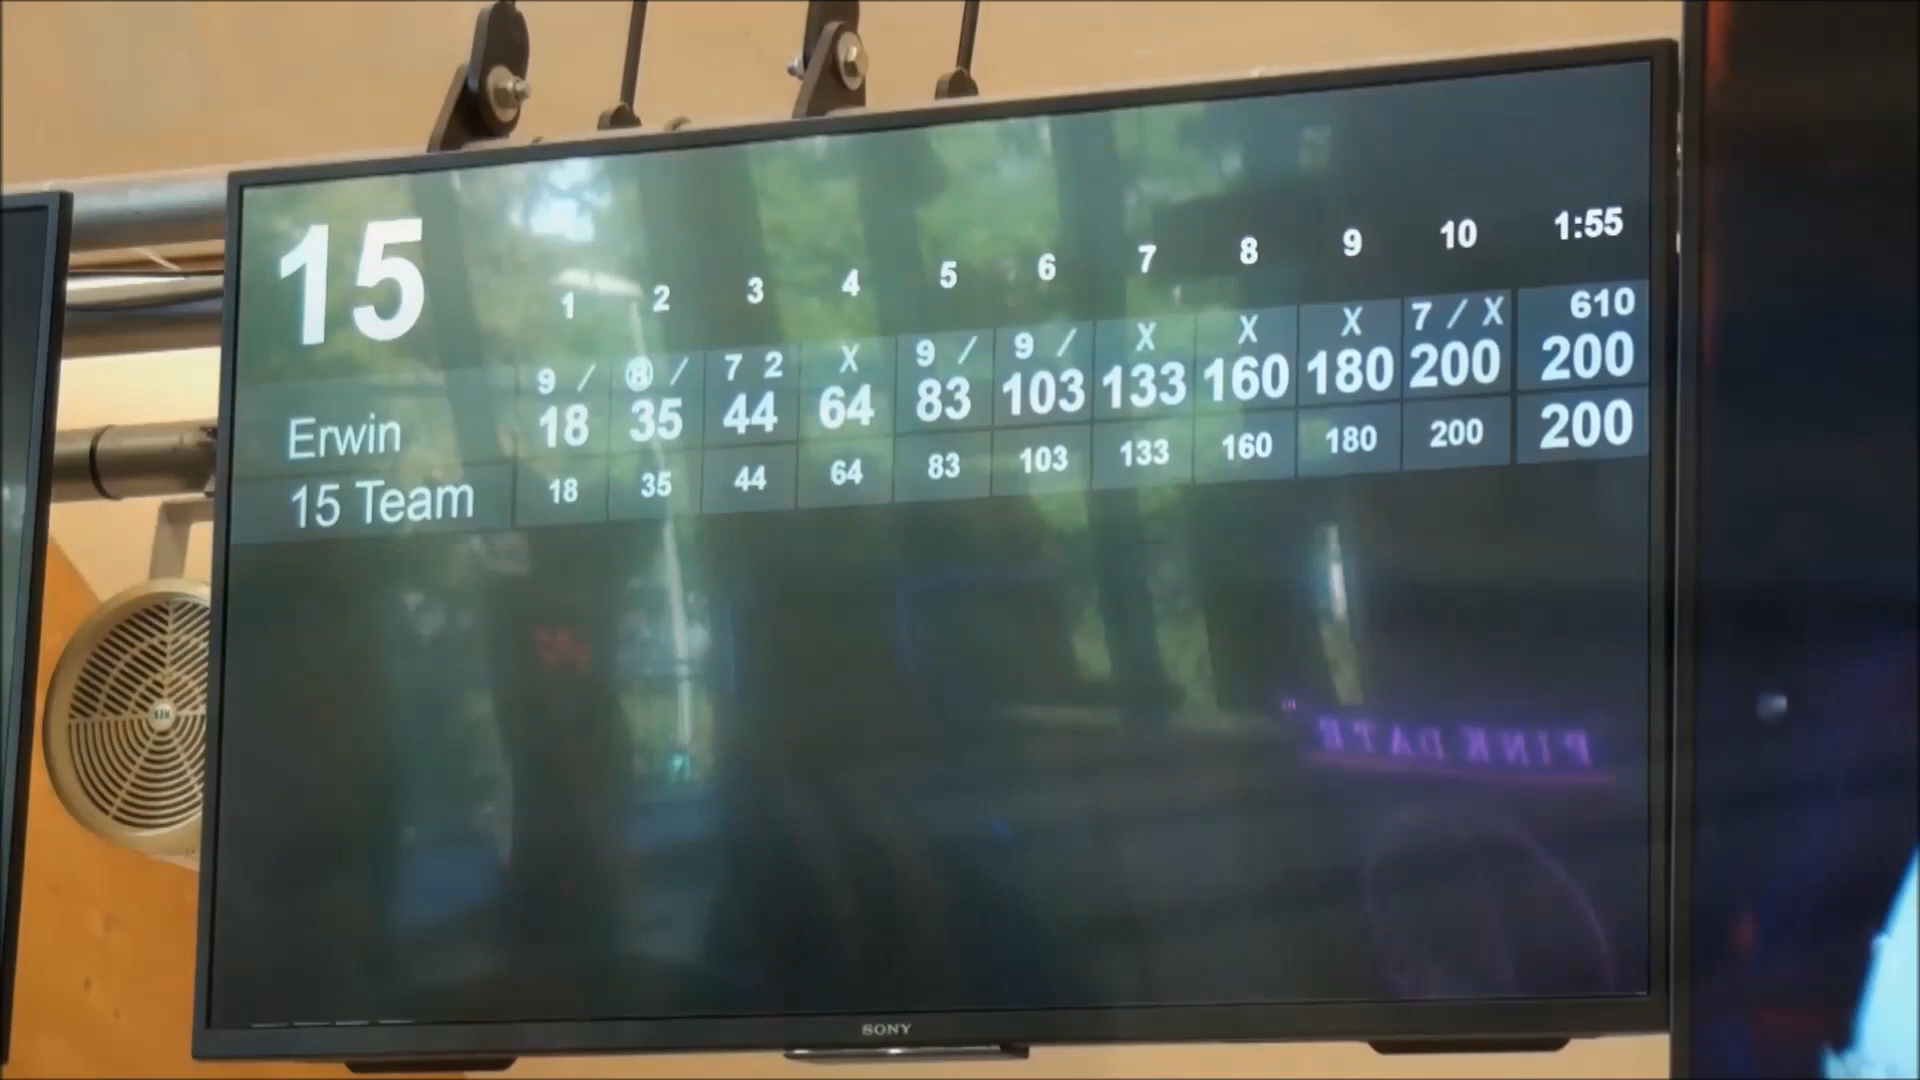 15 1 2 3 4 5 6 7 8 9 10 1:55
9 / 8 / 7 2 X 9 / 9 / X X X 7 / X 610
Erwin 18 35 44 64 83 103 133 160 180 200 200
15 Team 18 35 44 64 83 103 133 160 180 200 200
PINK DATE
SONY